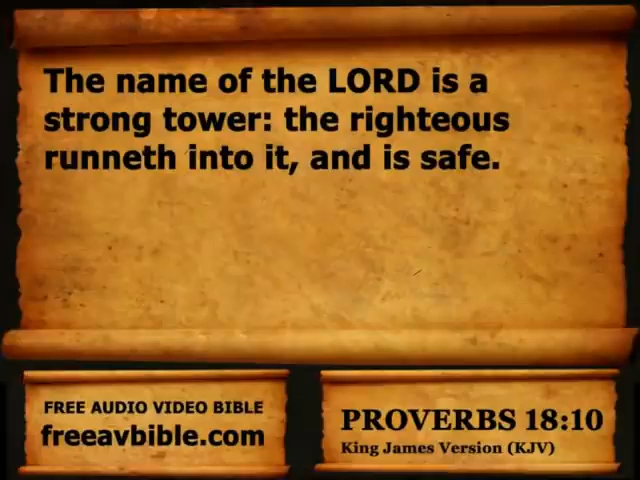 The name of the LORD is a
strong tower: the righteous
runneth into it, and is safe.
FREE AUDIO VIDEO BIBLE
freeavbible.com
PROVERBS 18:10
King James Version (KJV)